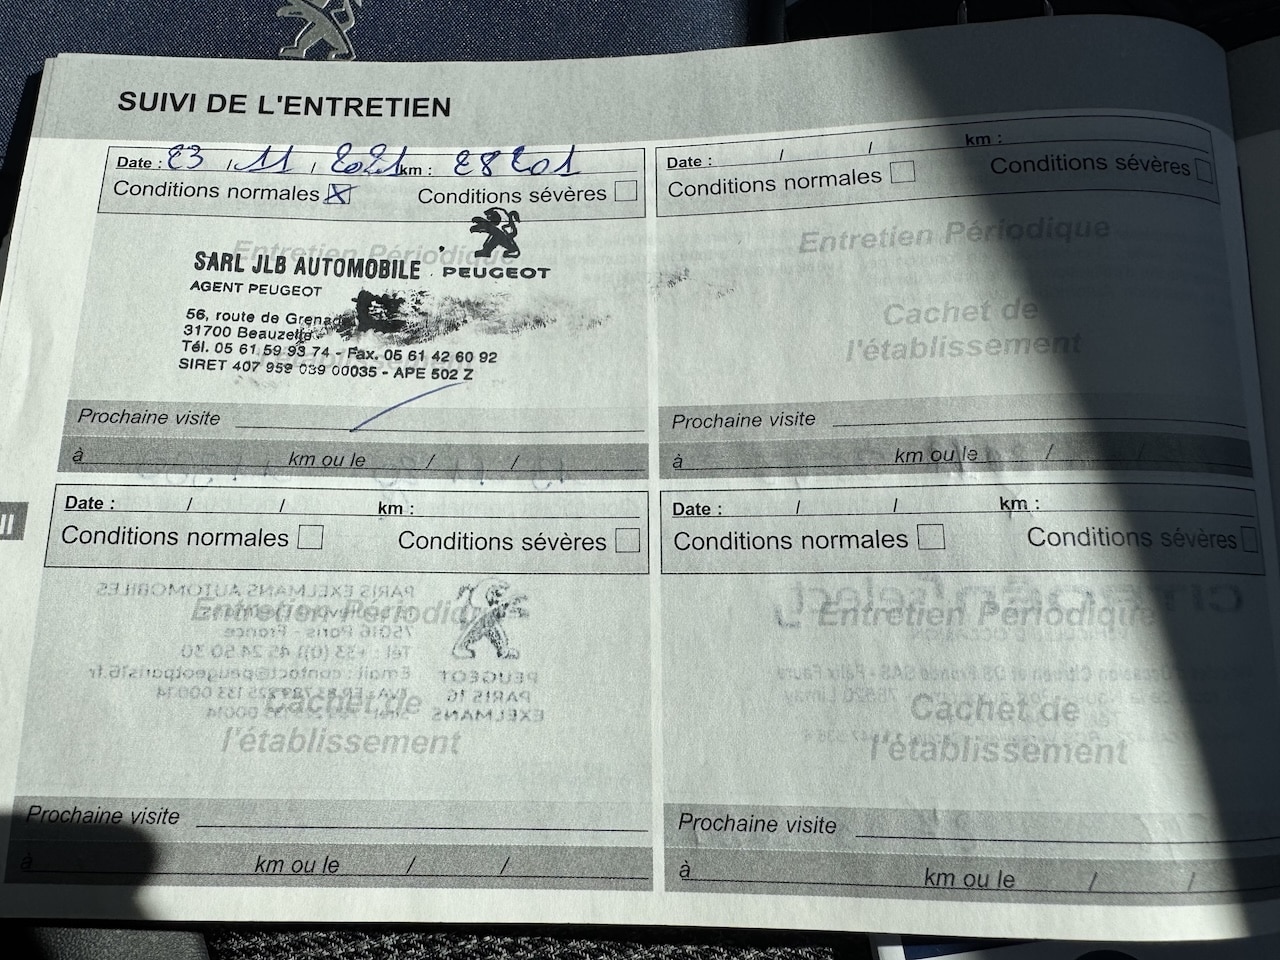 SUIVI DE L'ENTRETIEN
Date : 23 / 11 / 2021 km : 28201
Conditions normales Conditions sévères
Entretien Périodique
SARL JLB AUTOMOBILE PEUGEOT
AGENT PEUGEOT
56, route de
31700
Tél. 05 61 59 93 74 - Fax. 05 61 42 60 92
SIRET 407 959 039 00035 - APE 502 Z
Prochaine visite
à km ou le / /
Date : / / km :
Conditions normales Conditions sévères
Entretien Périodique
Cachet de
l'établissement
Prochaine visite
à km ou le / /
Date : / / km :
Conditions normales Conditions sévères
Entretien Périodique
Cachet de
l'établissement
Prochaine visite
à km ou le / /
Date : / / km :
Conditions normales Conditions sévères
Entretien Périodique
Cachet de
l'établissement
Prochaine visite
à km ou le / /
II